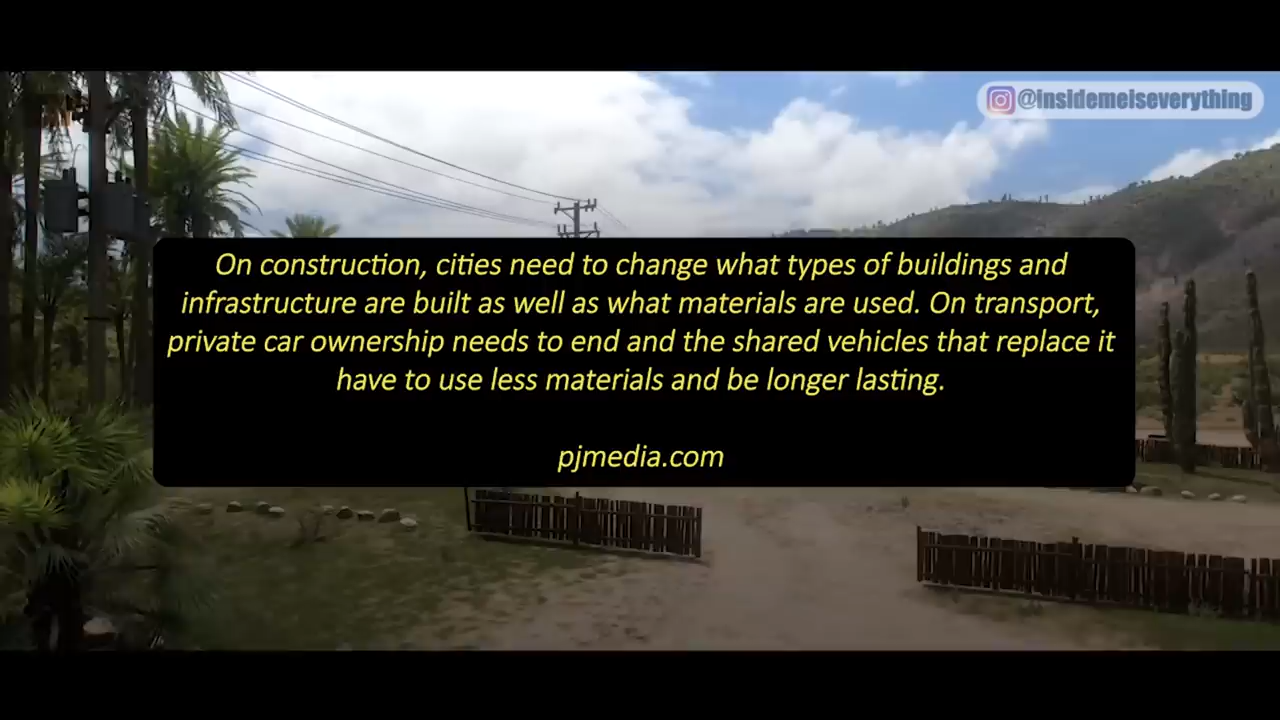 @insidemeiseverything
On construction, cities need to change what types of buildings and
infrastructure are built as well as what materials are used. On transport,
private car ownership needs to end and the shared vehicles that replace it
have to use less materials and be longer lasting.
pjmedia.com